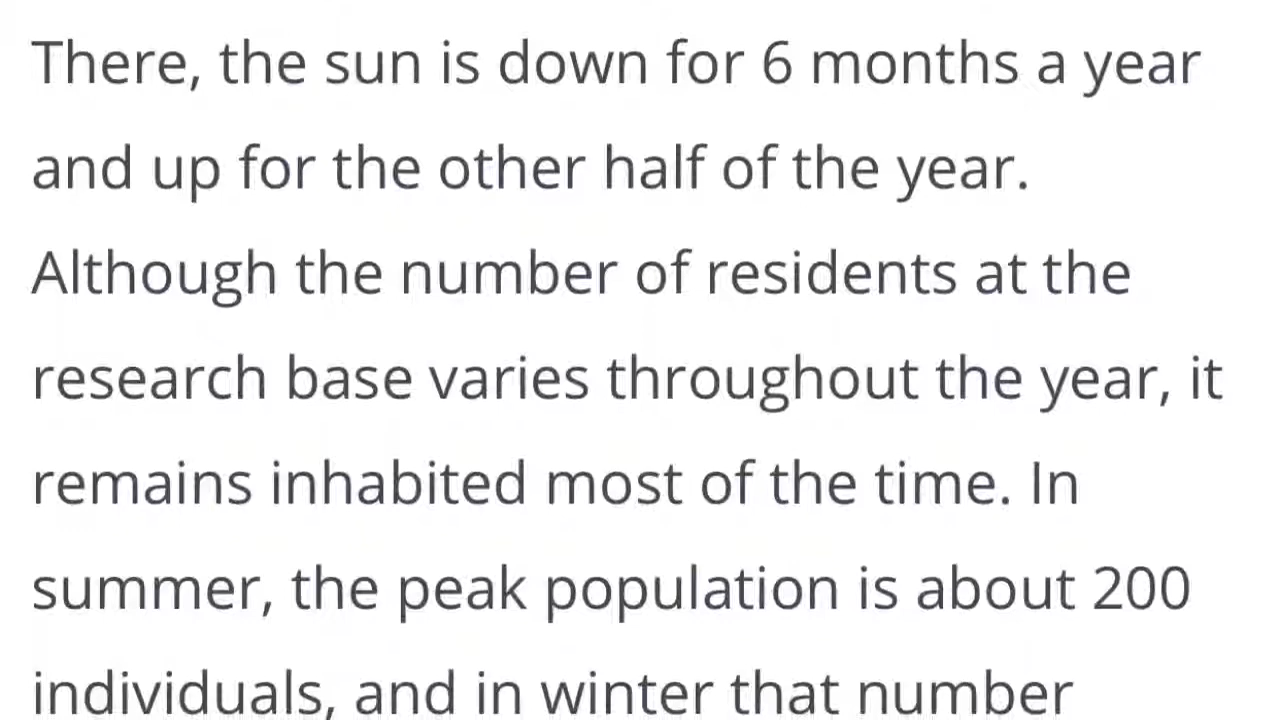 There, the sun is down for 6 months a year
and up for the other half of the year.
Although the number of residents at the
research base varies throughout the year, it
remains inhabited most of the time. In
summer, the peak population is about 200
individuals, and in winter that number